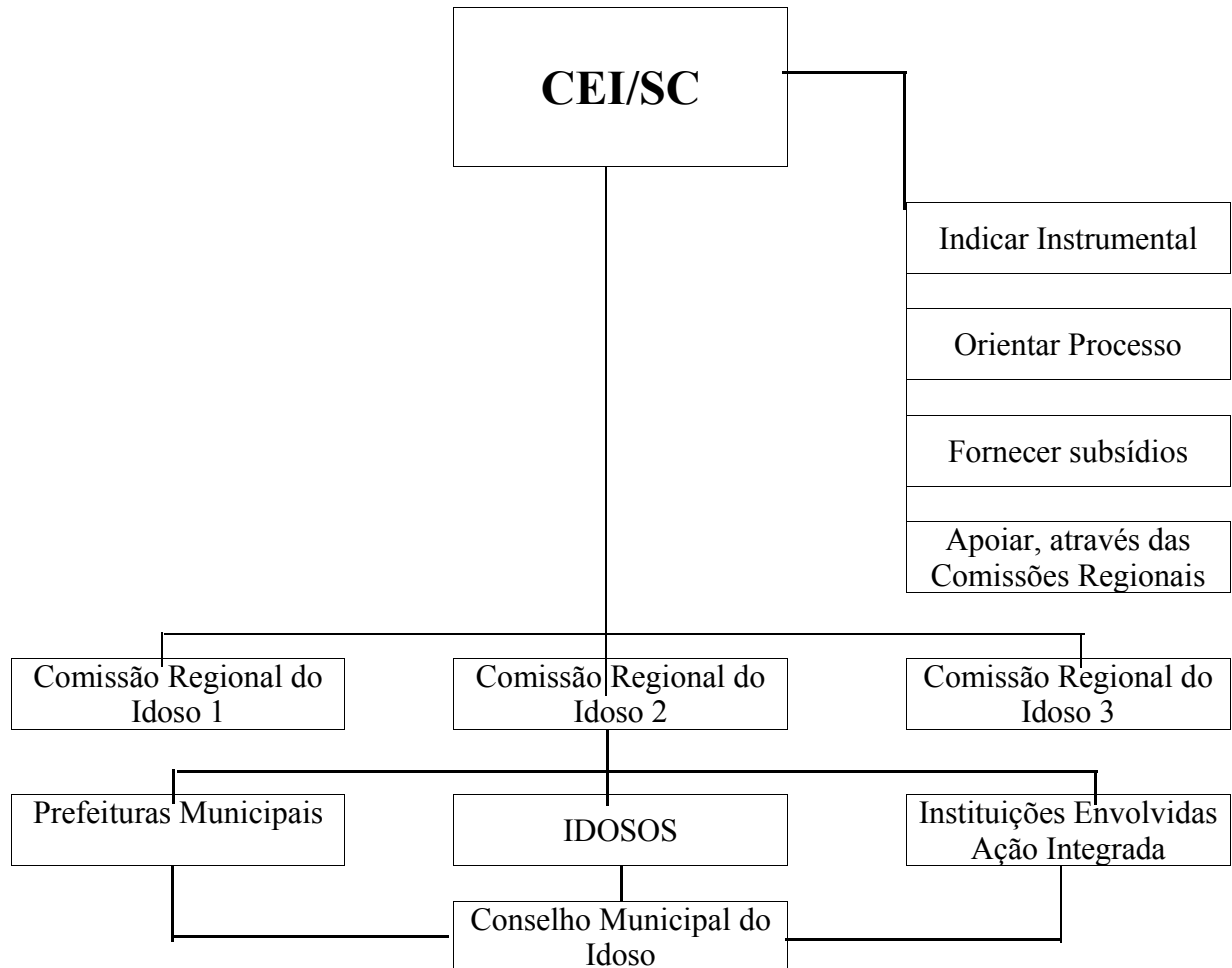 CEI/SC
Indicar Instrumental
Orientar Processo
Fornecer subsídios
Apoiar, através das
Comissões Regionais
Comissão Regional do
Idoso 1
Comissão Regional do
Idoso 2
Comissão Regional do
Idoso 3
Prefeituras Municipais
IDOSOS
Instituições Envolvidas
Ação Integrada
Conselho Municipal do
Idoso